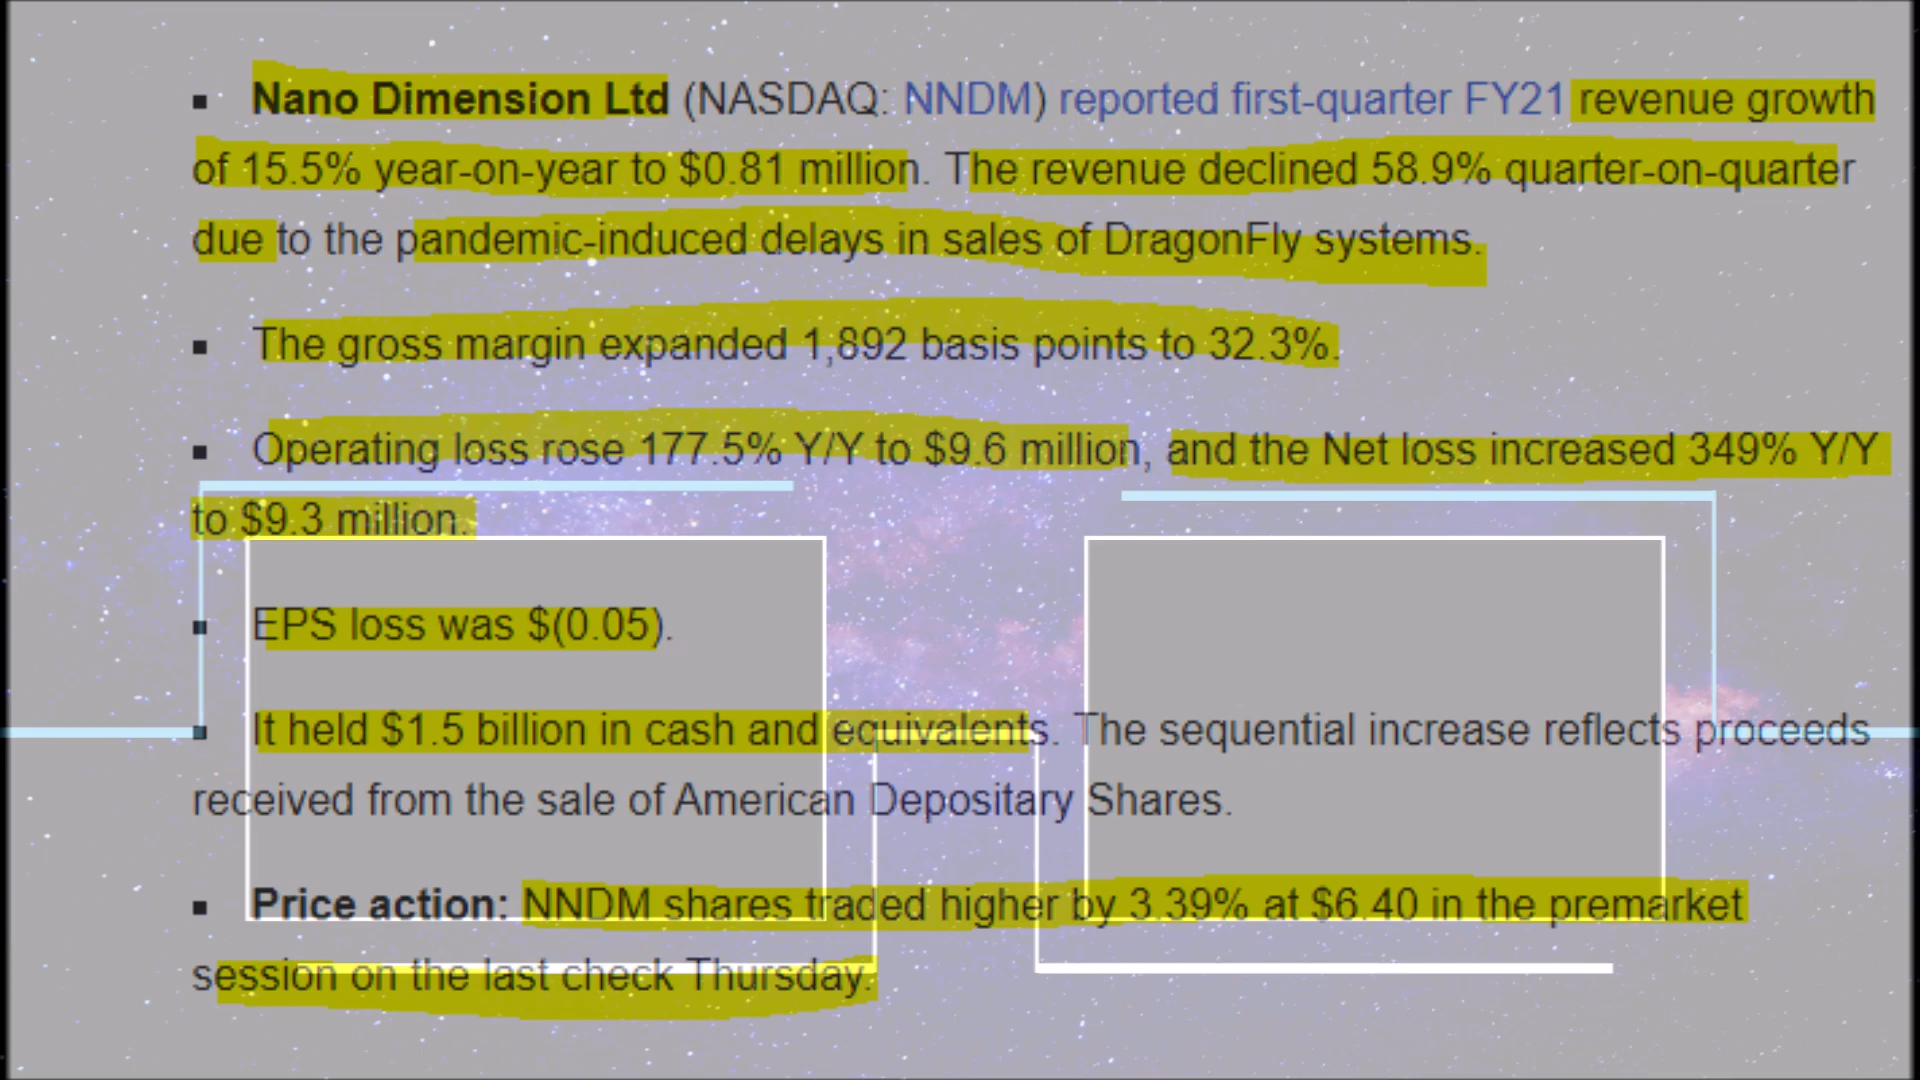 ▪ Nano Dimension Ltd (NASDAQ: NNDM) reported first-quarter FY21 revenue growth
of 15.5% year-on-year to $0.81 million. The revenue declined 58.9% quarter-on-quarter
due to the pandemic-induced delays in sales of DragonFly systems.
▪ The gross margin expanded 1,892 basis points to 32.3%.
▪ Operating loss rose 177.5% Y/Y to $9.6 million, and the Net loss increased 349% Y/Y
to $9.3 million.
▪ EPS loss was $(0.05).
▪ It held $1.5 billion in cash and equivalents. The sequential increase reflects proceeds
received from the sale of American Depositary Shares.
▪ Price action: NNDM shares traded higher by 3.39% at $6.40 in the premarket
session on the last check Thursday.